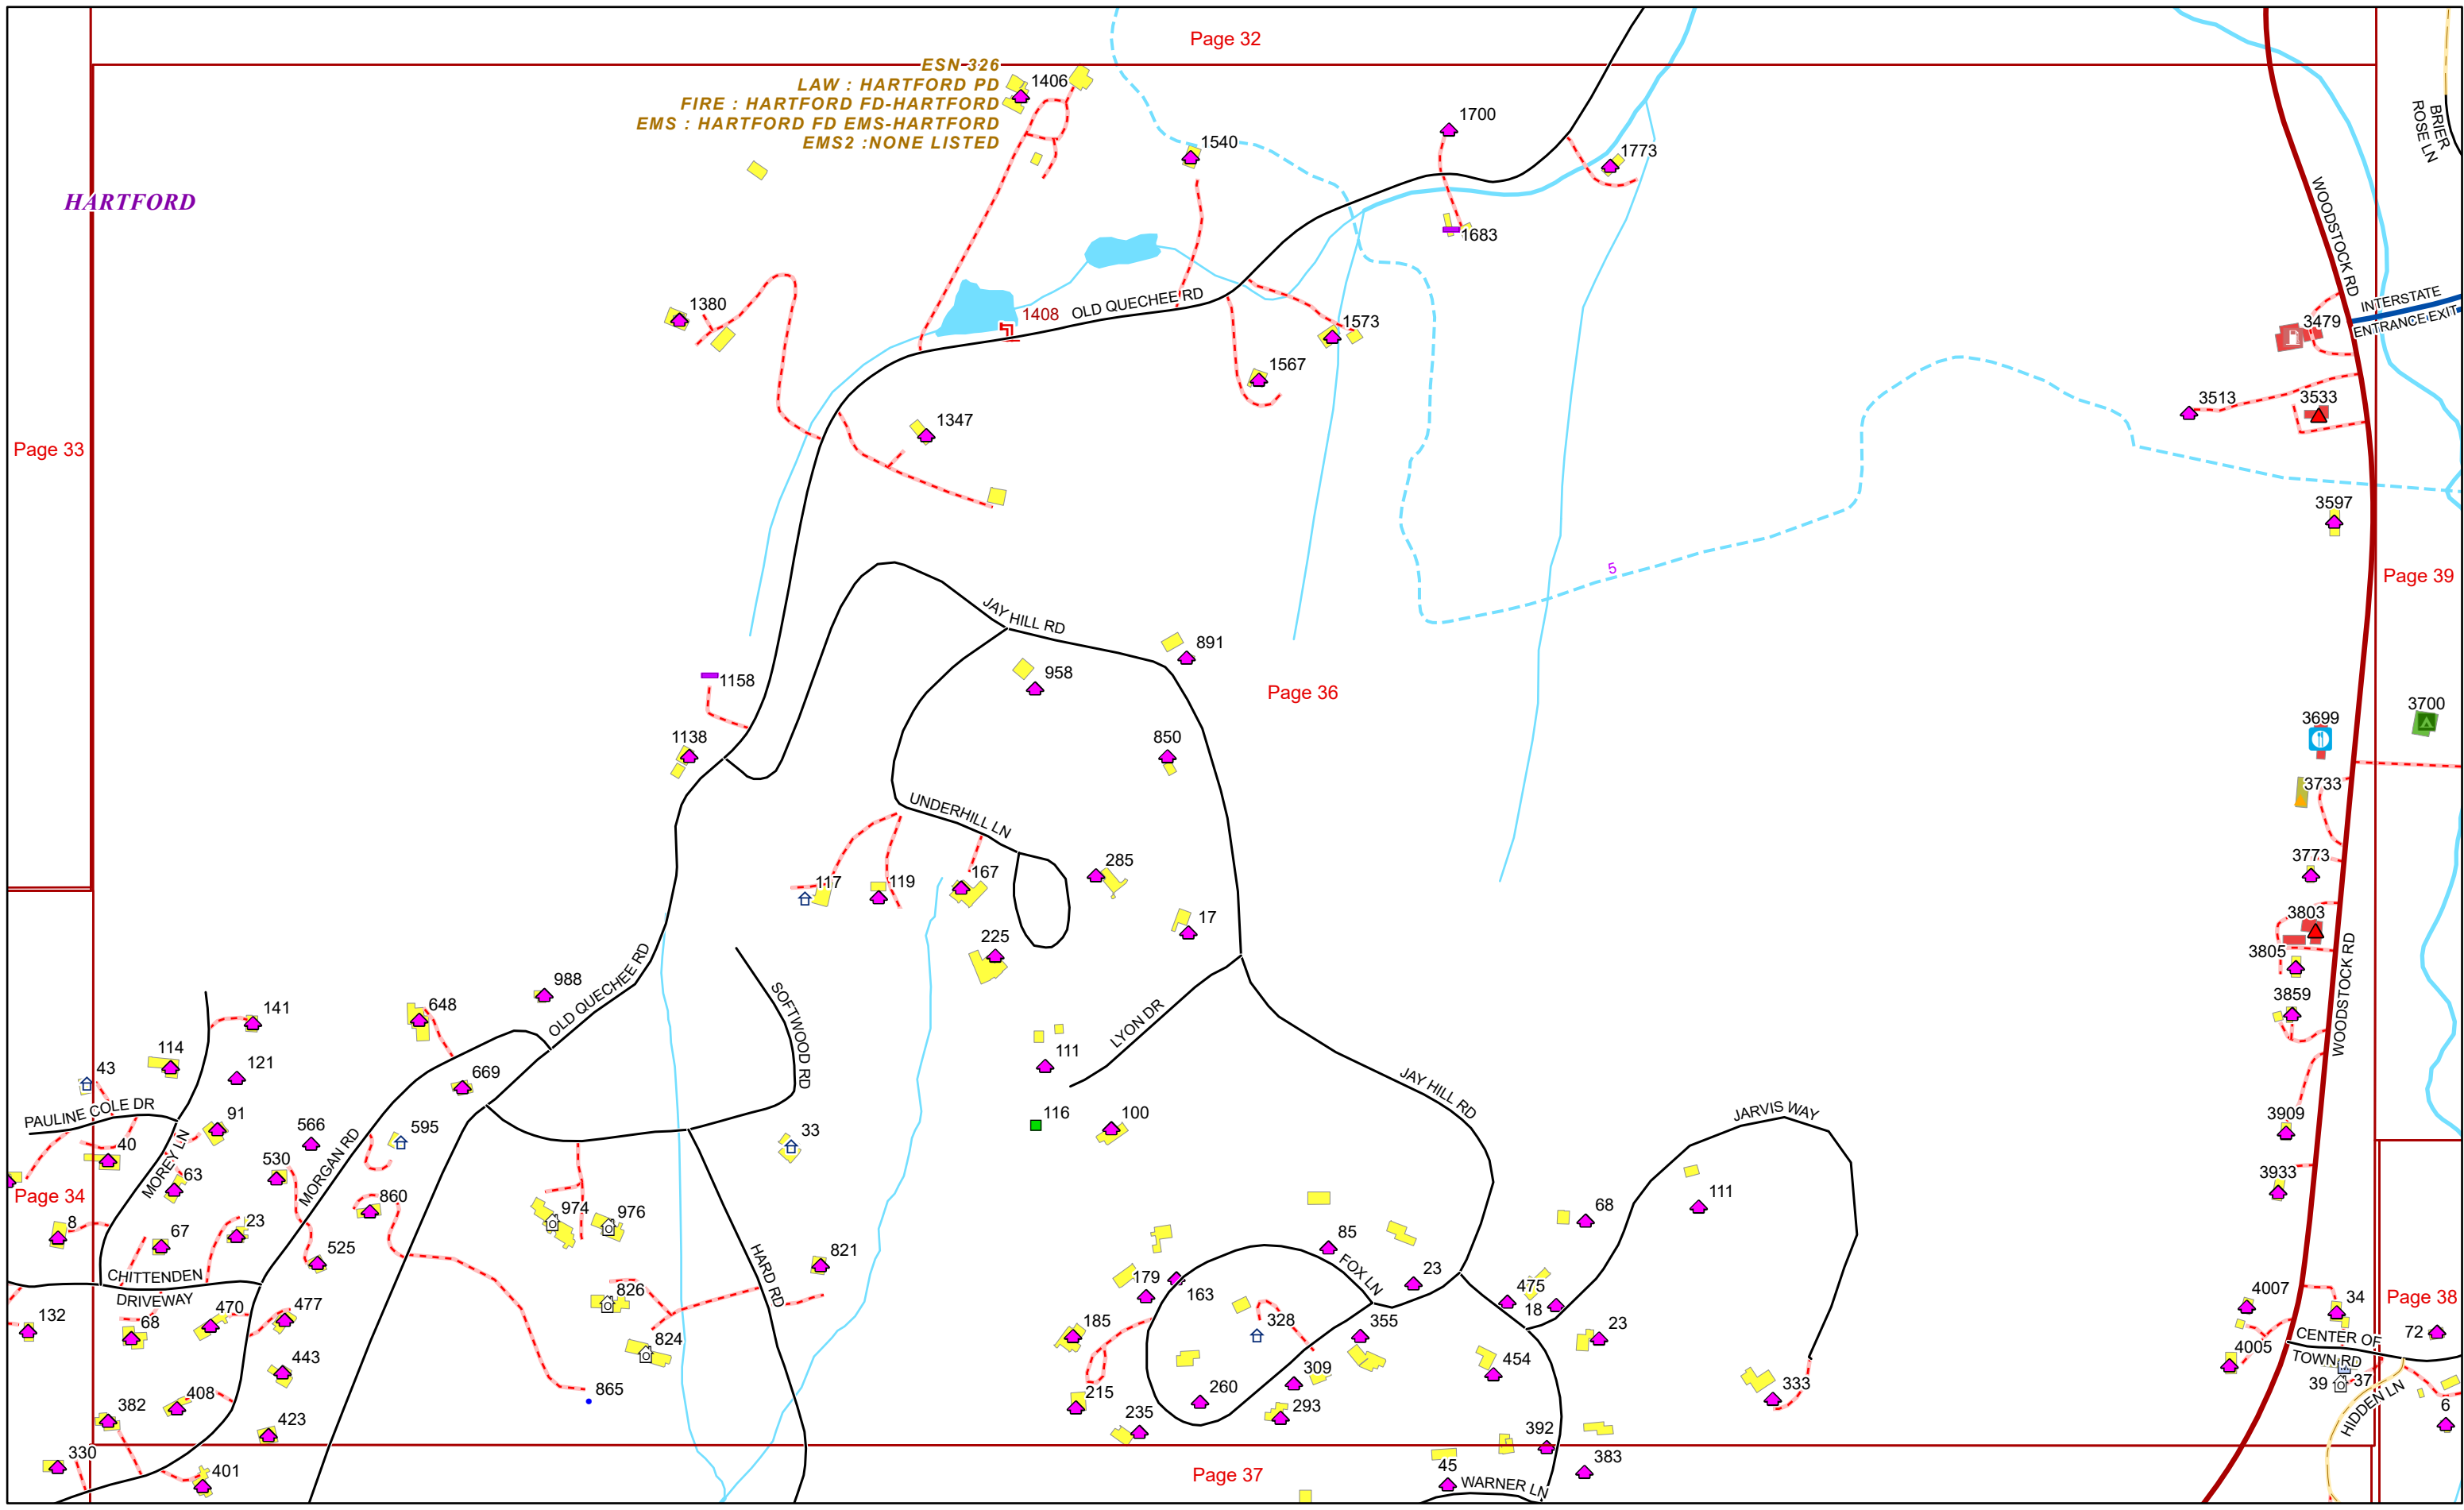 Page 32
ESN 326
LAW : HARTFORD PD
FIRE : HARTFORD FD-HARTFORD
EMS : HARTFORD FD EMS-HARTFORD
EMS2 :NONE LISTED
1406
1540
1700
1773
BRIER
ROSE LN
HARTFORD
WOODSTOCK RD
1683
1380
1408
OLD QUECHEE RD
1573
1567
INTERSTATE
ENTRANCE\EXIT
3479
3513
3533
1347
Page 33
3597
5
Page 39
JAY HILL RD
891
958
Page 36
1158
1138
850
3700
3699
3733
UNDERHILL LN
117
119
167
285
3773
17
225
3803
3805
WOODSTOCK RD
988
OLD QUECHEE RD
SOFTWOOD RD
648
3859
141
114
121
43
669
LYON DR
111
JAY HILL RD
PAULINE COLE DR
91
566
595
MORGAN RD
33
116
100
JARVIS WAY
3909
40
MOREY LN
63
530
Page 34
860
3933
974
976
8
67
23
525
821
HARD RD
85
68
111
CHITTENDEN
DRIVEWAY
826
179
163
FOX LN
23
475
18
4007
34
Page 38
132
68
470
477
824
185
328
355
23
CENTER OF
TOWN RD
72
4005
443
309
454
333
39
37
HIDDEN LN
865
382
408
423
215
235
260
293
6
330
401
392
383
45
Page 37
WARNER LN